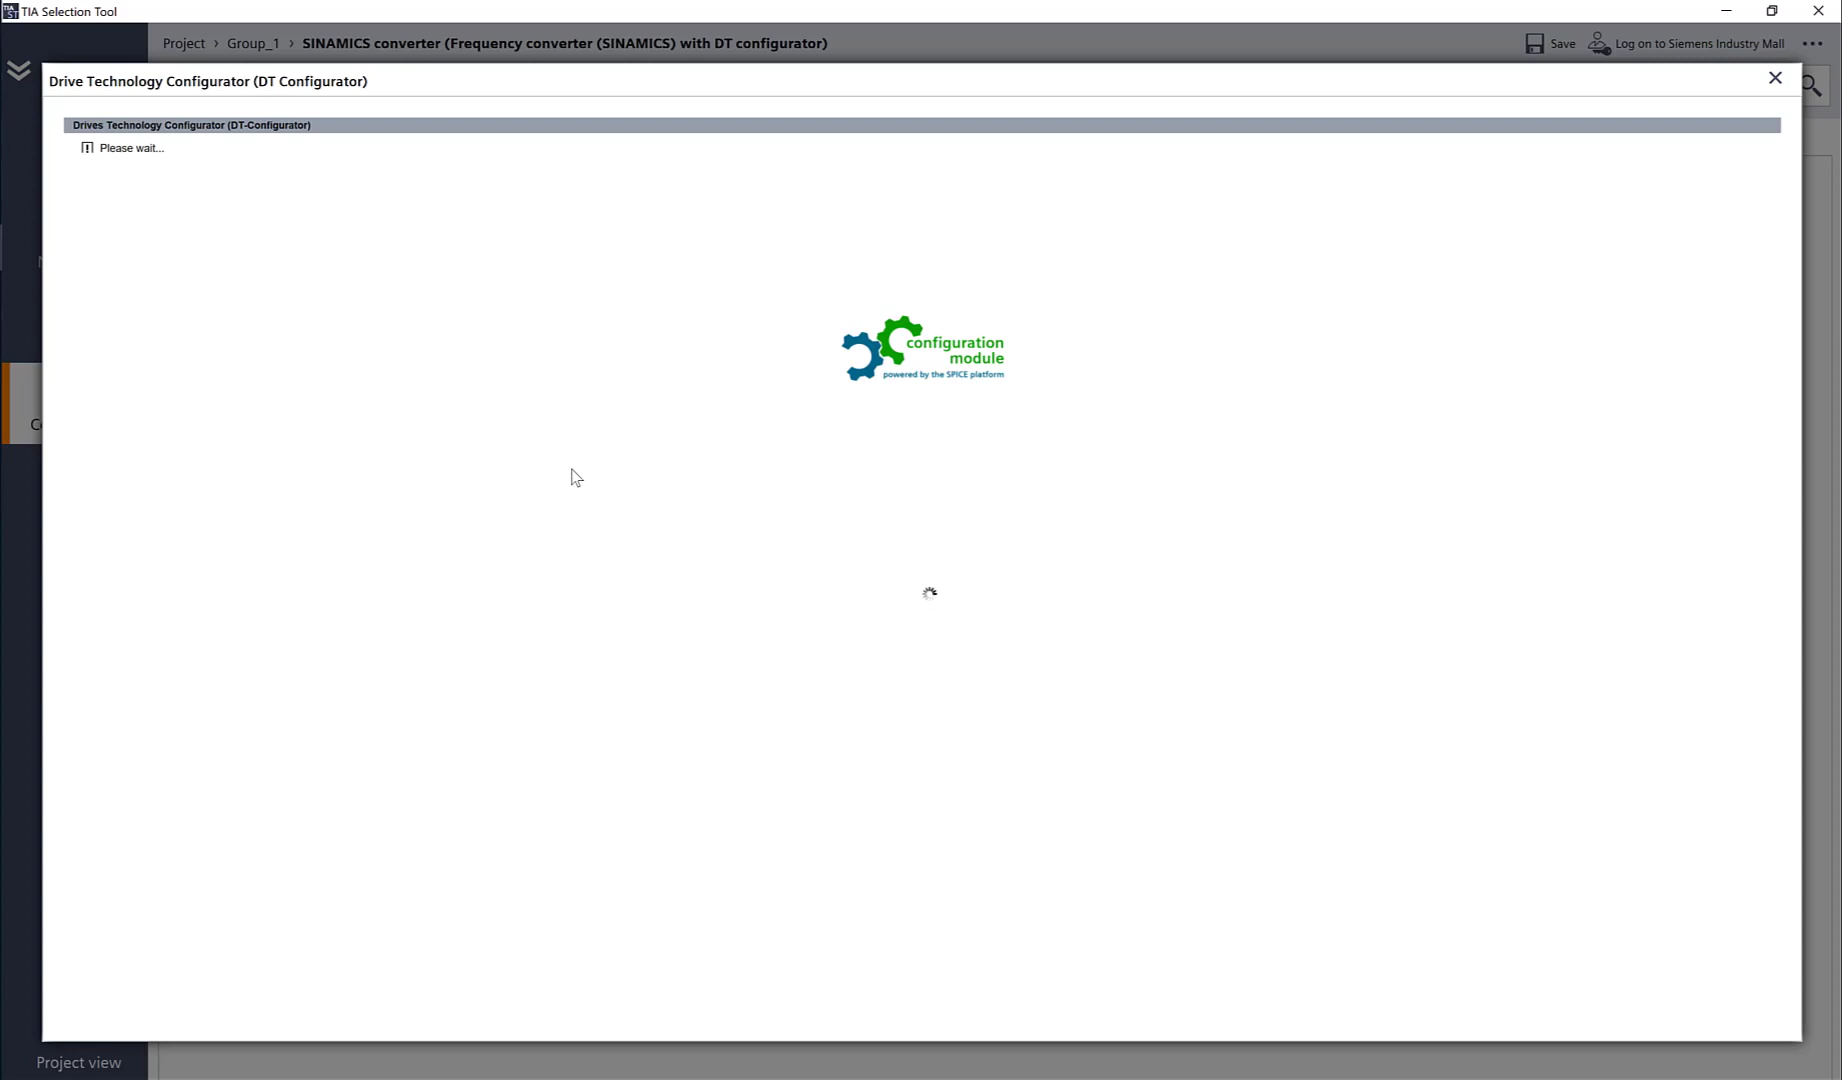 TIA Selection Tool
Project › Group_1 › SINAMICS converter (Frequency converter (SINAMICS) with DT configurator)
Save
Log on to Siemens Industry Mall
Drive Technology Configurator (DT Configurator)
Drives Technology Configurator (DT-Configurator)
Please wait...
configuration
module
powered by the SPICE platform
Project view